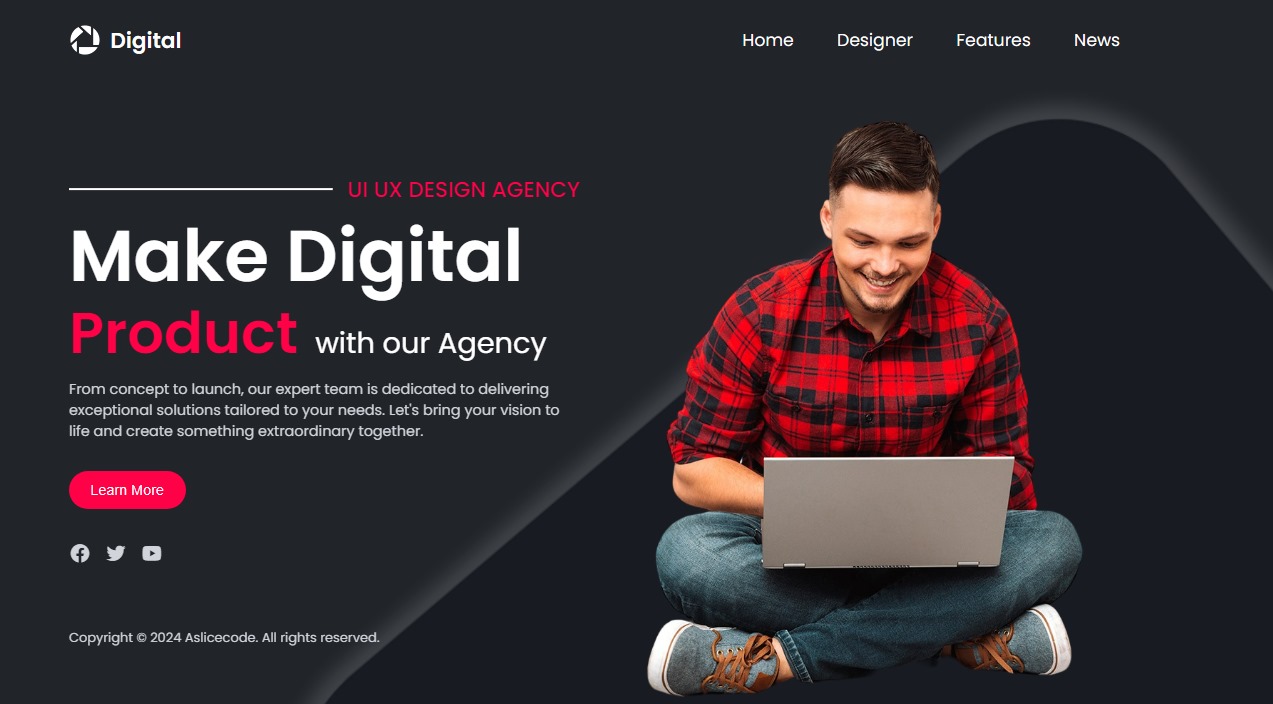 Digital
Home Designer Features News
UI UX DESIGN AGENCY
Make Digital
Product with our Agency
From concept to launch, our expert team is dedicated to delivering
exceptional solutions tailored to your needs. Let's bring your vision to
life and create something extraordinary together.
Learn More
Copyright © 2024 Aslicecode. All rights reserved.